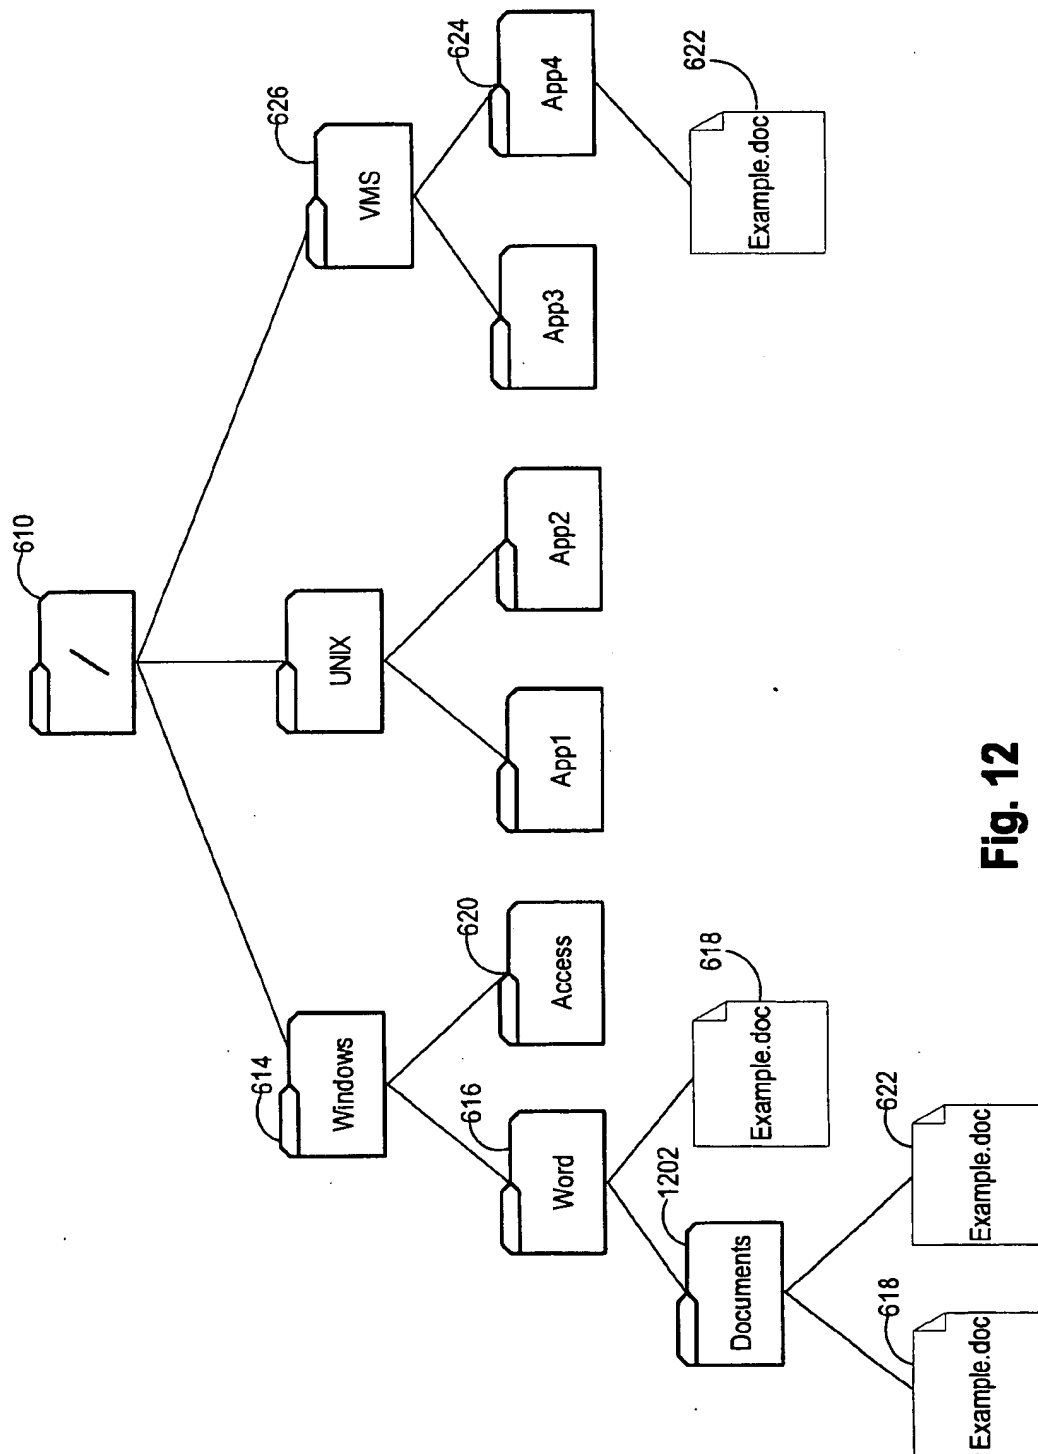 610
/
614
Windows
UNIX
626
VMS
616
Word
620
Access
App1
App2
App3
624
App4
1202
Documents
618
Example.doc
622
Example.doc
618
Example.doc
622
Example.doc
Fig. 12